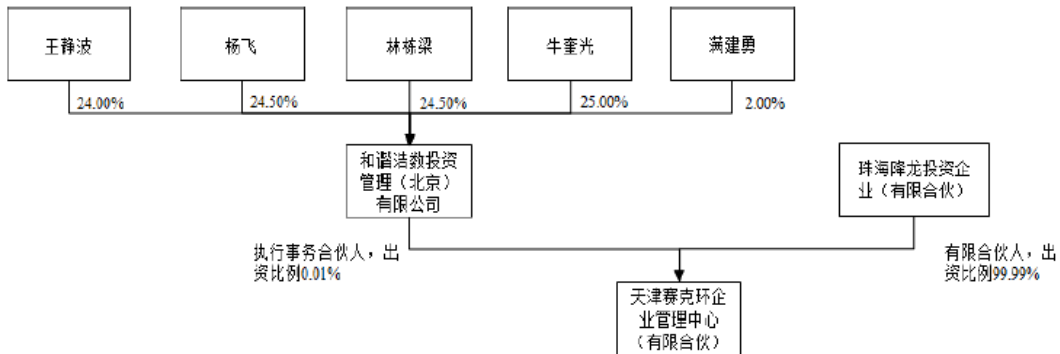 王静波
杨飞
林栋梁
牛奎光
满建勇
24.00%
24.50%
24.50%
25.00%
2.00%
和谐浩数投资
管理（北京）
有限公司
珠海降龙投资企
业（有限合伙）
执行事务合伙人，出
资比例0.01%
有限合伙人，出
资比例99.99%
天津赛克环企
业管理中心
（有限合伙）